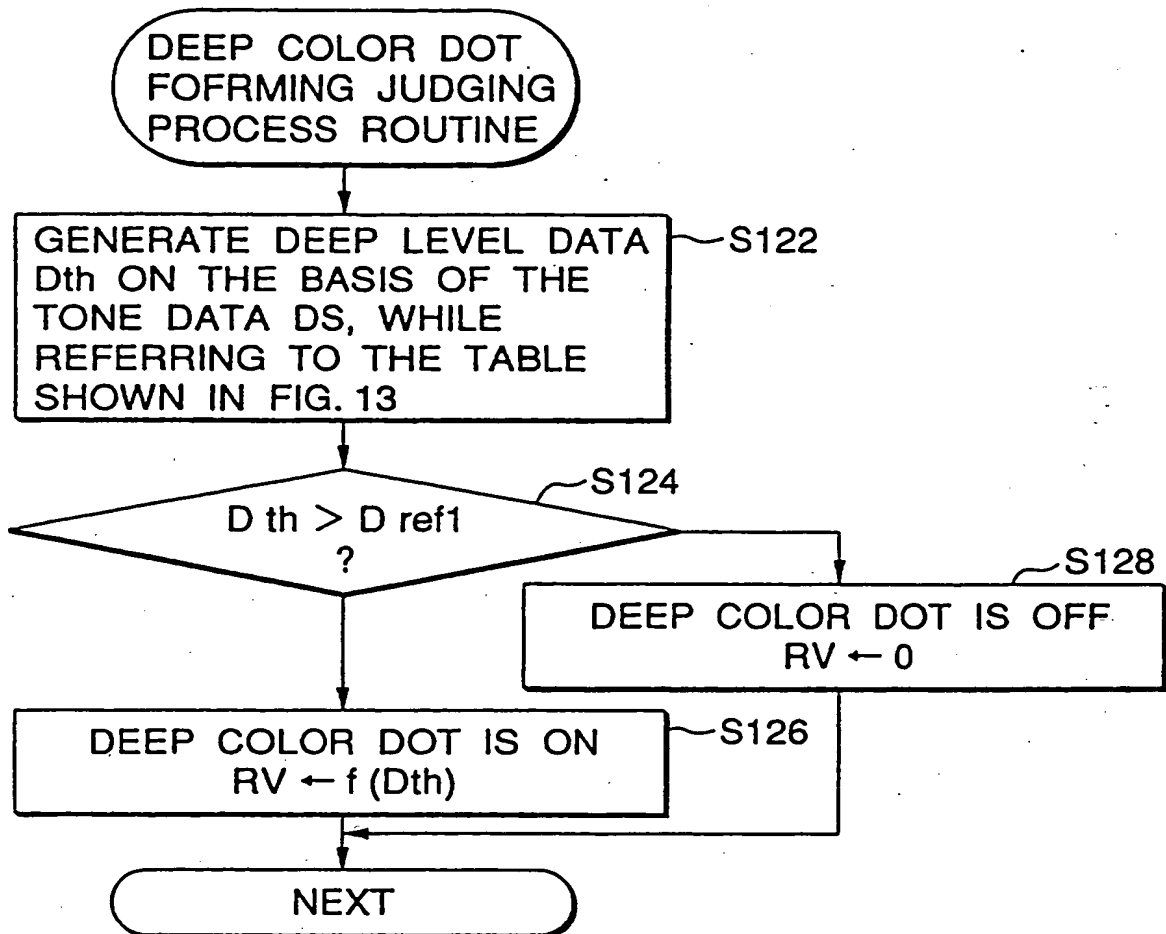 DEEP COLOR DOT
FOFRMING JUDGING
PROCESS ROUTINE
GENERATE DEEP LEVEL DATA
Dth ON THE BASIS OF THE
TONE DATA DS, WHILE
REFERRING TO THE TABLE
SHOWN IN FIG. 13
S122
D th > D ref1
?
S124
DEEP COLOR DOT IS OFF
RV ← 0
S128
DEEP COLOR DOT IS ON
RV ← f (Dth)
S126
NEXT